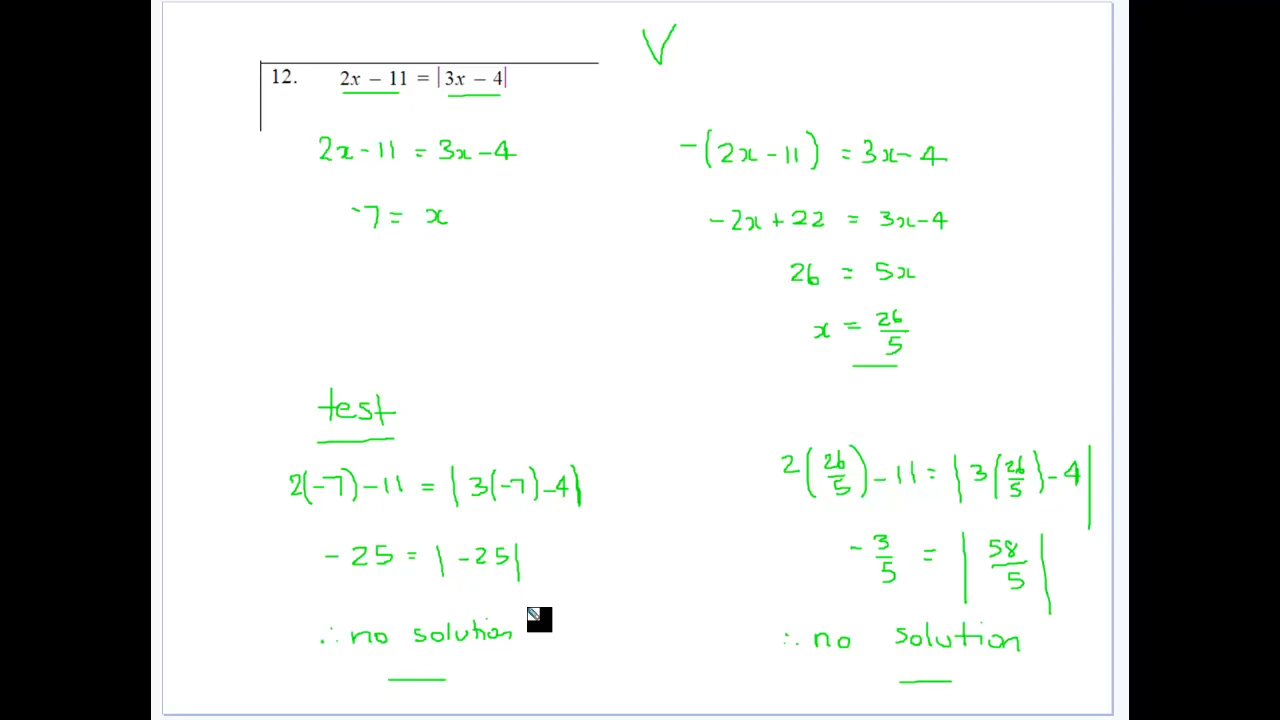 V
12. 2x − 11 = |3x − 4|
2x - 11 = 3x - 4
-7 = x
-(2x - 11) = 3x - 4
-2x + 22 = 3x - 4
26 = 5x
x = 26/5
test
2(-7) - 11 = |3(-7) - 4|
-25 = |-25|
∴ no solution
2(26/5) - 11 = |3(26/5) - 4|
-3/5 = |58/5|
∴ no solution